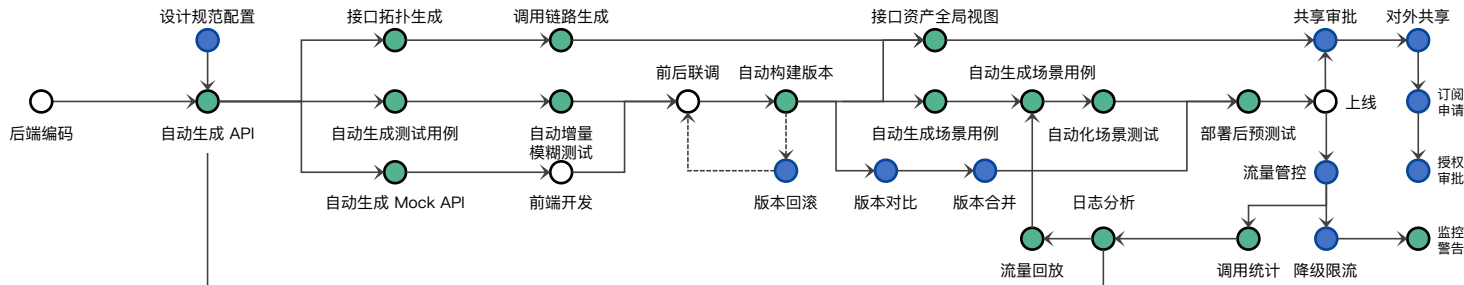 设计规范配置
接口拓扑生成
调用链路生成
接口资产全局视图
共享审批
对外共享
前后联调
自动构建版本
自动生成场景用例
订阅
申请
后端编码
自动生成 API
自动生成测试用例
自动增量
模糊测试
自动生成场景用例
自动化场景测试
部署后预测试
上线
流量管控
授权
审批
自动生成 Mock API
前端开发
版本回滚
版本对比
版本合并
日志分析
监控
警告
流量回放
调用统计
降级限流